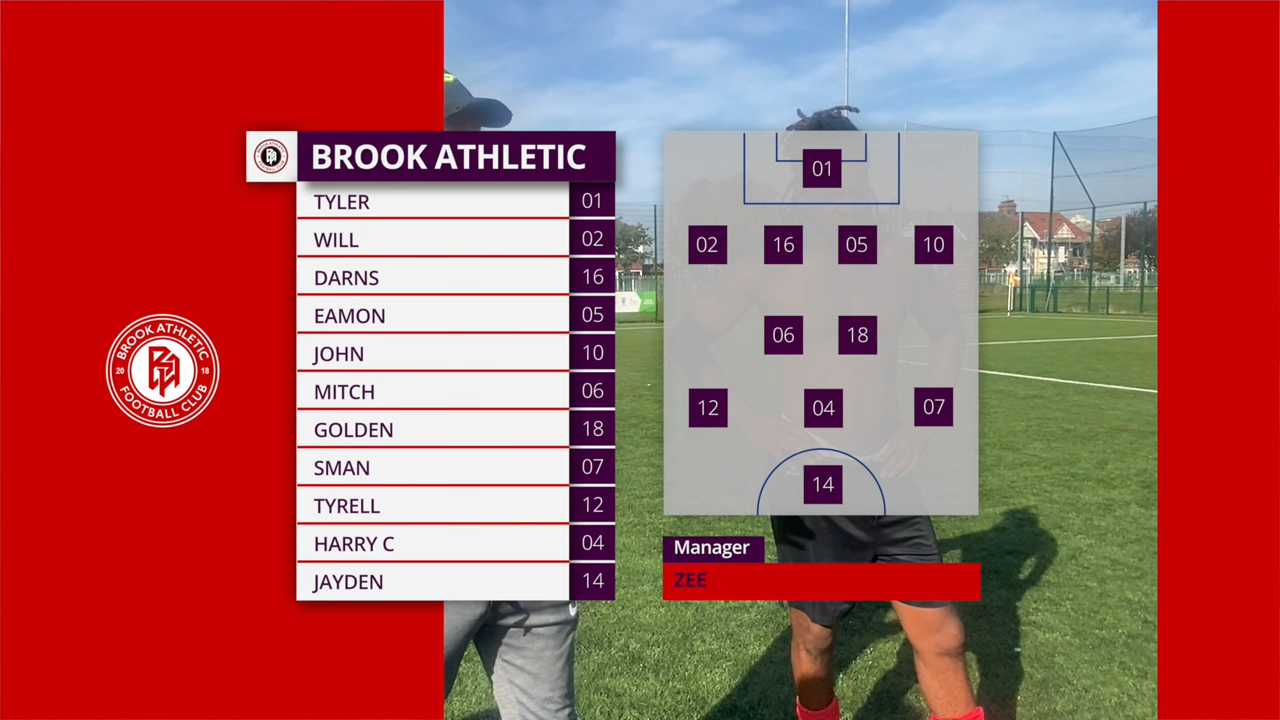 BROOK ATHLETIC
TYLER 01
WILL 02
DARNS 16
EAMON 05
JOHN 10
MITCH 06
GOLDEN 18
SMAN 07
TYRELL 12
HARRY C 04
JAYDEN 14
01
02 16 05 10
06 18
12 04 07
14
Manager
ZEE
BROOK ATHLETIC
20 18
FOOTBALL CLUB